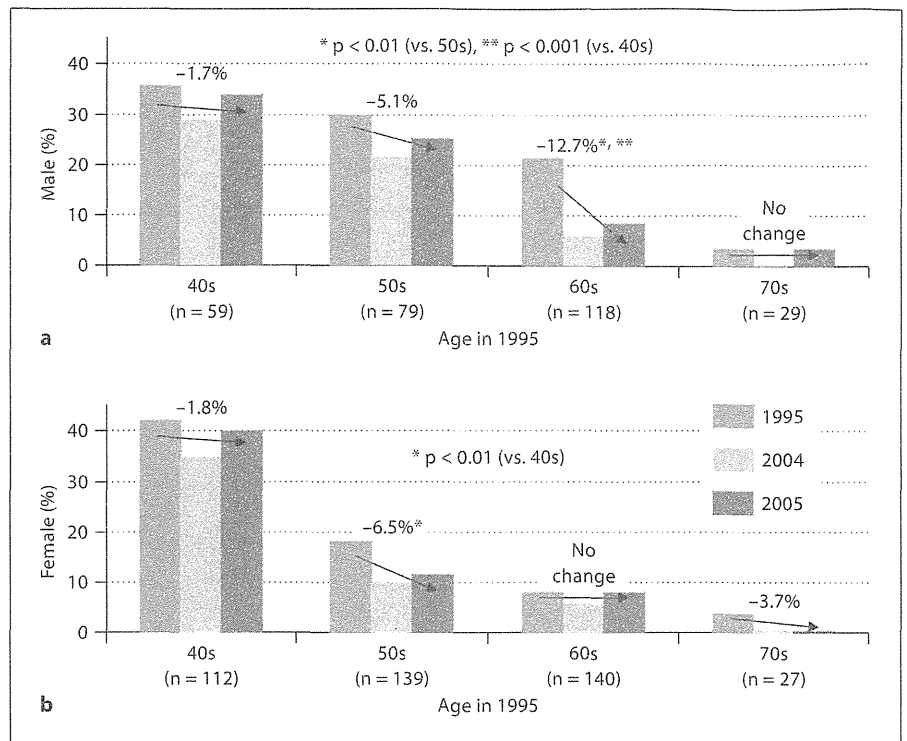 * p < 0.01 (vs. 50s), ** p < 0.001 (vs. 40s)
40
30
20
10
0
Male (%)
–1.7%
–5.1%
–12.7%*, **
No
change
40s
50s
60s
70s
(n = 59)
(n = 79)
(n = 118)
(n = 29)
a
Age in 1995
40
30
20
10
0
Female (%)
–1.8%
* p < 0.01 (vs. 40s)
–6.5%*
No
change
–3.7%
1995
2004
2005
40s
50s
60s
70s
(n = 112)
(n = 139)
(n = 140)
(n = 27)
b
Age in 1995